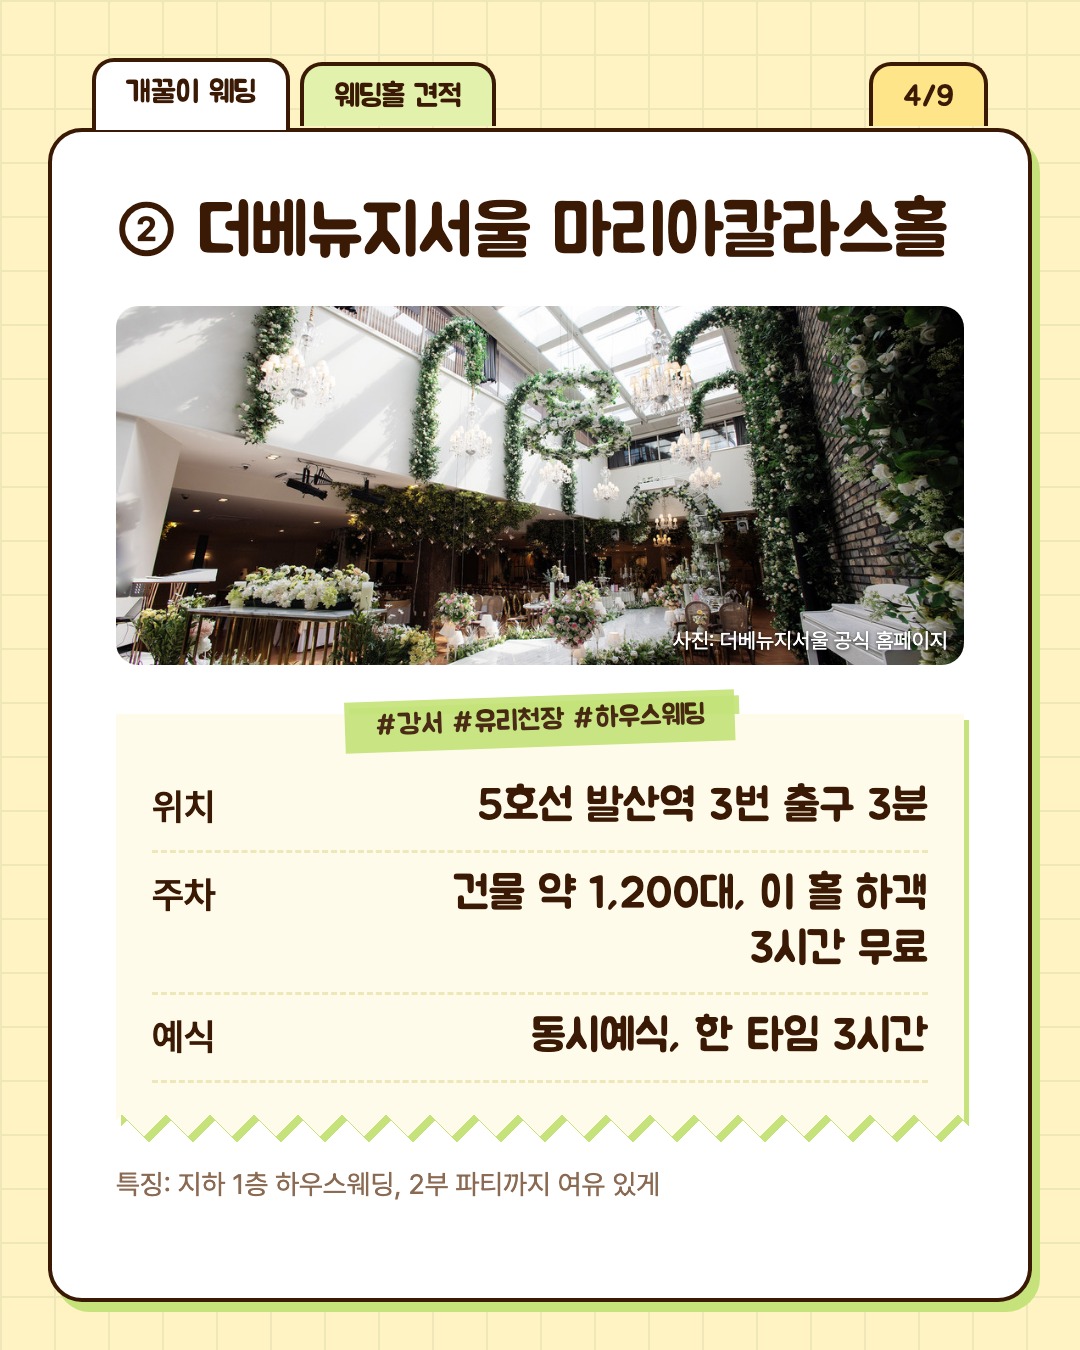 개꿀이 웨딩
웨딩홀 견적
4/9
② 더베뉴지서울 마리아칼라스홀
사진: 더베뉴지서울 공식 홈페이지
#강서 #유리천장 #하우스웨딩
위치
5호선 발산역 3번 출구 3분
주차
건물 약 1,200대, 이 홀 하객
3시간 무료
예식
동시예식, 한 타임 3시간
특징: 지하 1층 하우스웨딩, 2부 파티까지 여유 있게